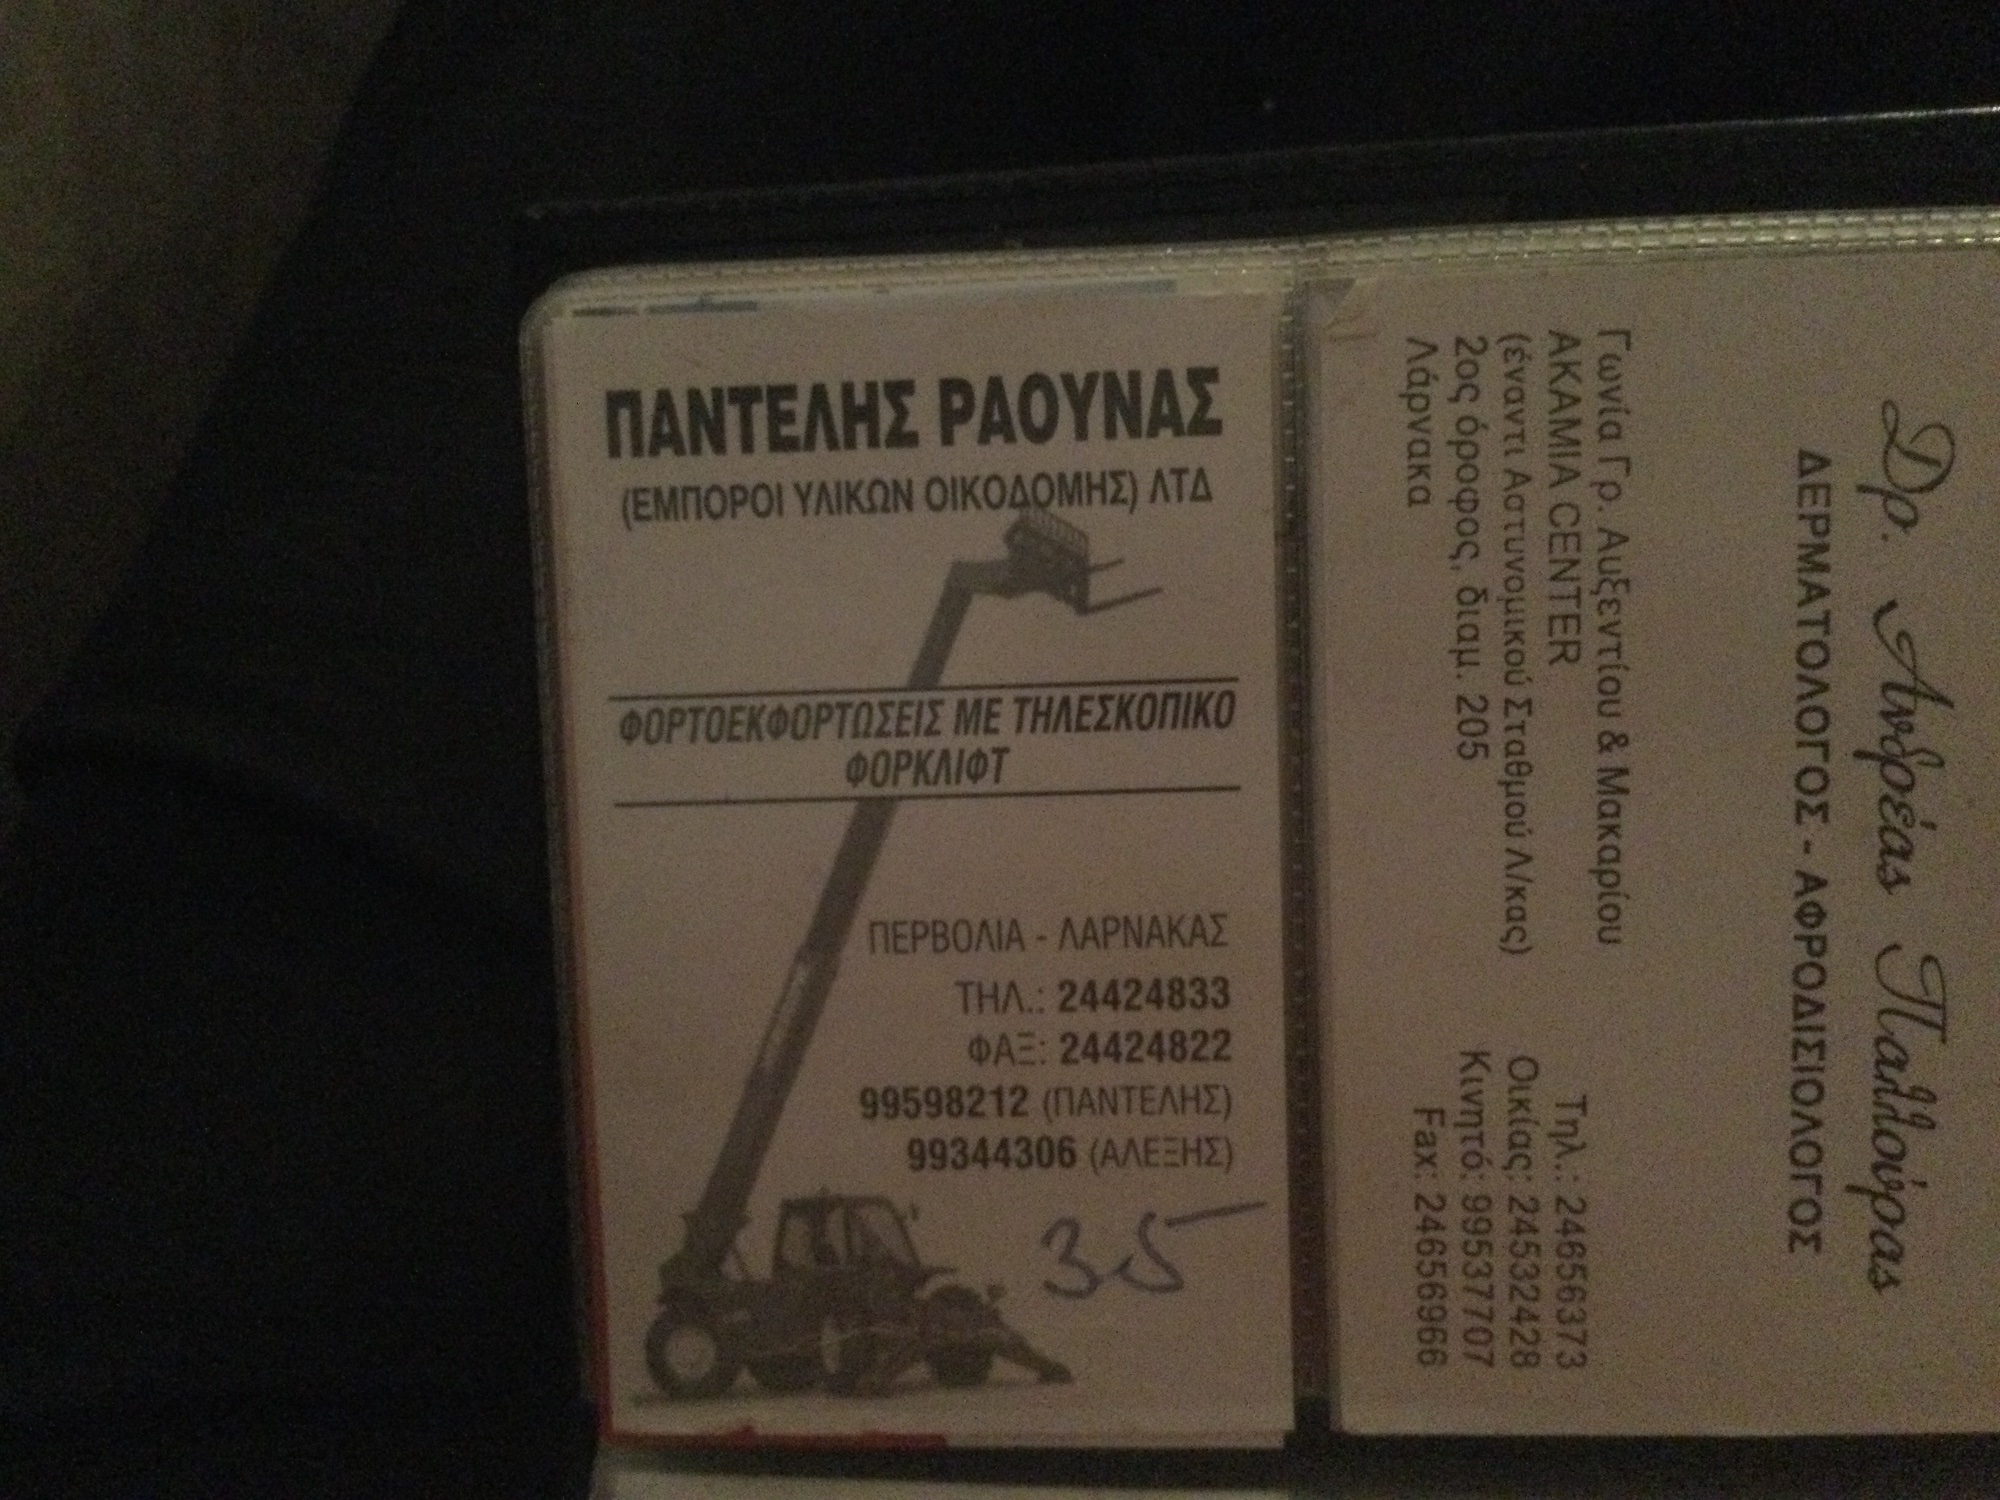 ΠΑΝΤΕΛΗΣ ΡΑΟΥΝΑΣ
(ΕΜΠΟΡΟΙ ΥΛΙΚΩΝ ΟΙΚΟΔΟΜΗΣ) ΛΤΔ
ΦΟΡΤΟΕΚΦΟΡΤΩΣΕΙΣ ΜΕ ΤΗΛΕΣΚΟΠΙΚΟ
ΦΟΡΚΛΙΦΤ
ΠΕΡΒΟΛΙΑ - ΛΑΡΝΑΚΑΣ
ΤΗΛ.: 24424833
ΦΑΞ: 24424822
99598212 (ΠΑΝΤΕΛΗΣ)
99344306 (ΑΛΕΞΗΣ)
35
Δρ. Ανδρέας Παλλούρας
ΔΕΡΜΑΤΟΛΟΓΟΣ - ΑΦΡΟΔΙΣΙΟΛΟΓΟΣ
Γωνία Γρ. Αυξεντίου & Μακαρίου
ΑΚΑΜΙΑ CENTER
(έναντι Αστυνομικού Σταθμού Λ/κας)
2ος όροφος, διαμ. 205
Λάρνακα
Τηλ.: 24656373
Οικίας: 24532428
Κινητό: 99537707
Fax: 24656966